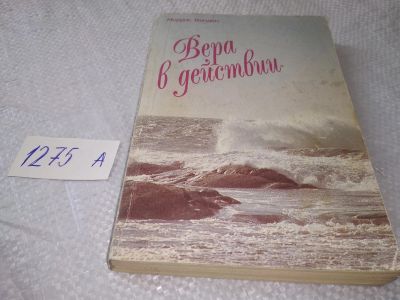 Вера
в действии
1275 А